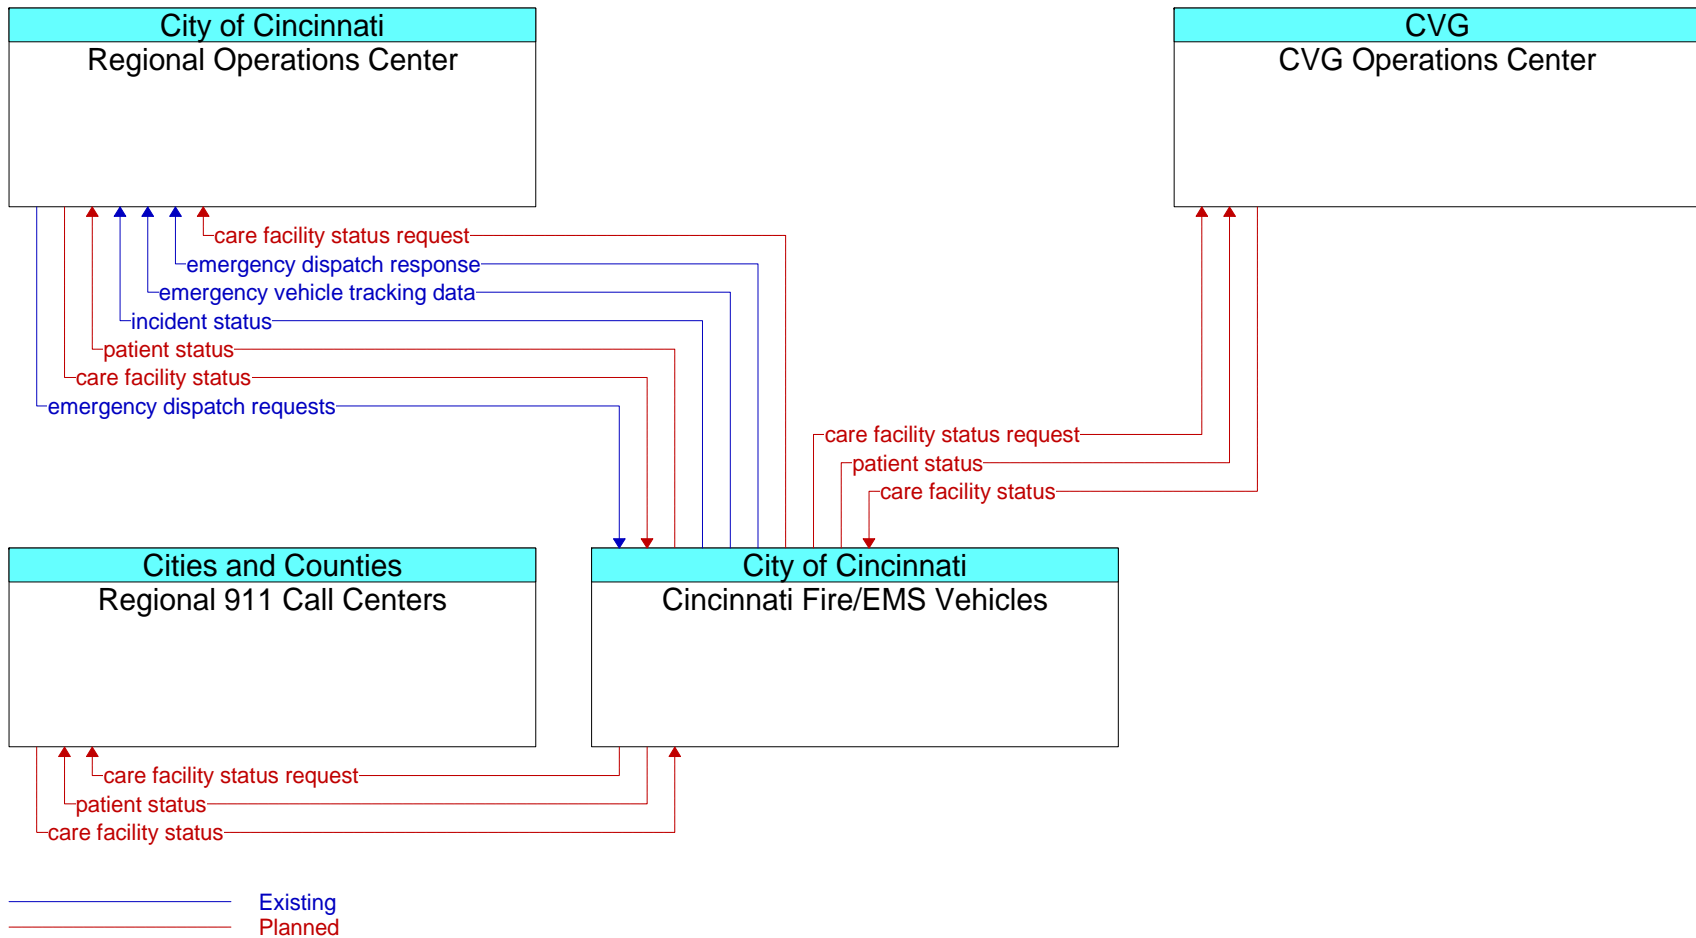 City of Cincinnati
Regional Operations Center
CVG
CVG Operations Center
care facility status request
emergency dispatch response
emergency vehicle tracking data
incident status
patient status
care facility status
emergency dispatch requests
care facility status request
patient status
care facility status
Cities and Counties
Regional 911 Call Centers
City of Cincinnati
Cincinnati Fire/EMS Vehicles
care facility status request
patient status
care facility status
Existing
Planned